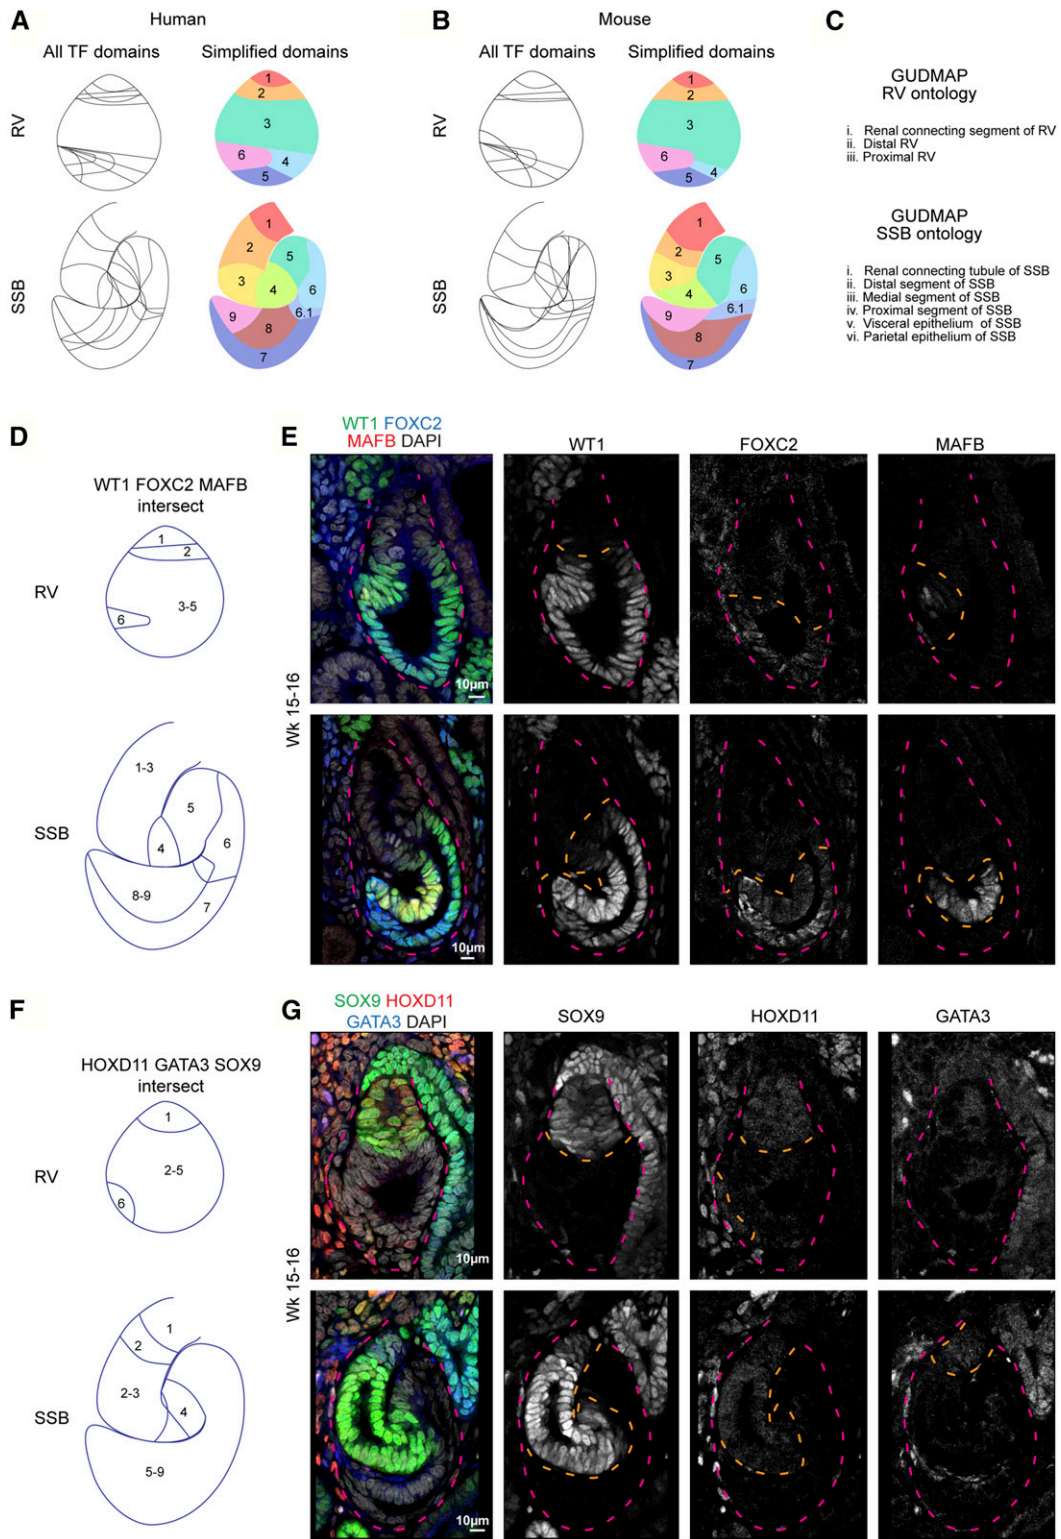 A
Human
All TF domains
Simplified domains
RV
1
2
3
6
4
5
SSB
1
2
5
3
4
6
9
6.1
8
7
B
Mouse
All TF domains
Simplified domains
RV
1
2
3
6
4
5
SSB
1
2
5
3
4
6
6.1
9
8
7
C
GUDMAP
RV ontology
i. Renal connecting segment of RV
ii. Distal RV
iii. Proximal RV
GUDMAP
SSB ontology
i. Renal connecting tubule of SSB
ii. Distal segment of SSB
iii. Medial segment of SSB
iv. Proximal segment of SSB
v. Visceral epithelium of SSB
vi. Parietal epithelium of SSB
D
WT1 FOXC2 MAFB
intersect
RV
1
2
3-5
6
SSB
1-3
5
4
6
8-9
7
E
WT1 FOXC2
MAFB DAPI
WT1
FOXC2
MAFB
Wk 15-16
10µm
10µm
F
HOXD11 GATA3 SOX9
intersect
RV
1
2-5
6
SSB
1
2
2-3
4
5-9
G
SOX9 HOXD11
GATA3 DAPI
SOX9
HOXD11
GATA3
Wk 15-16
10µm
10µm